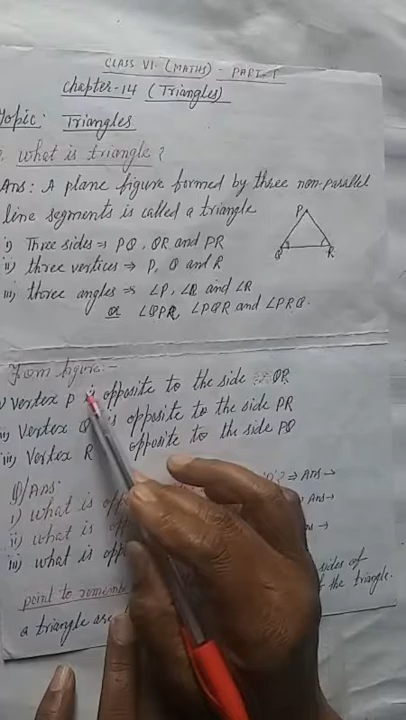 CLASS VI (MATHS) - PART-1
chapter-14 (Triangles)
Topic: Triangles
what is triangle?
Ans: A plane figure formed by three non-parallel
line segments is called a triangle
i) Three sides → PQ, QR and PR
ii) three vertices → P, Q and R
iii) three angles → ∠P, ∠Q and ∠R
or ∠QPR, ∠PQR and ∠PRQ.
P
Q R
From figure:-
Vertex P is opposite to the side QR
ii) Vertex Q is opposite to the side PR
iii) Vertex R opposite to the side PQ
Q/Ans:
i) what is ⇒ Ans →
ii) what is Ans →
iii) what is
point to remember sides of
a triangle are of the triangle.